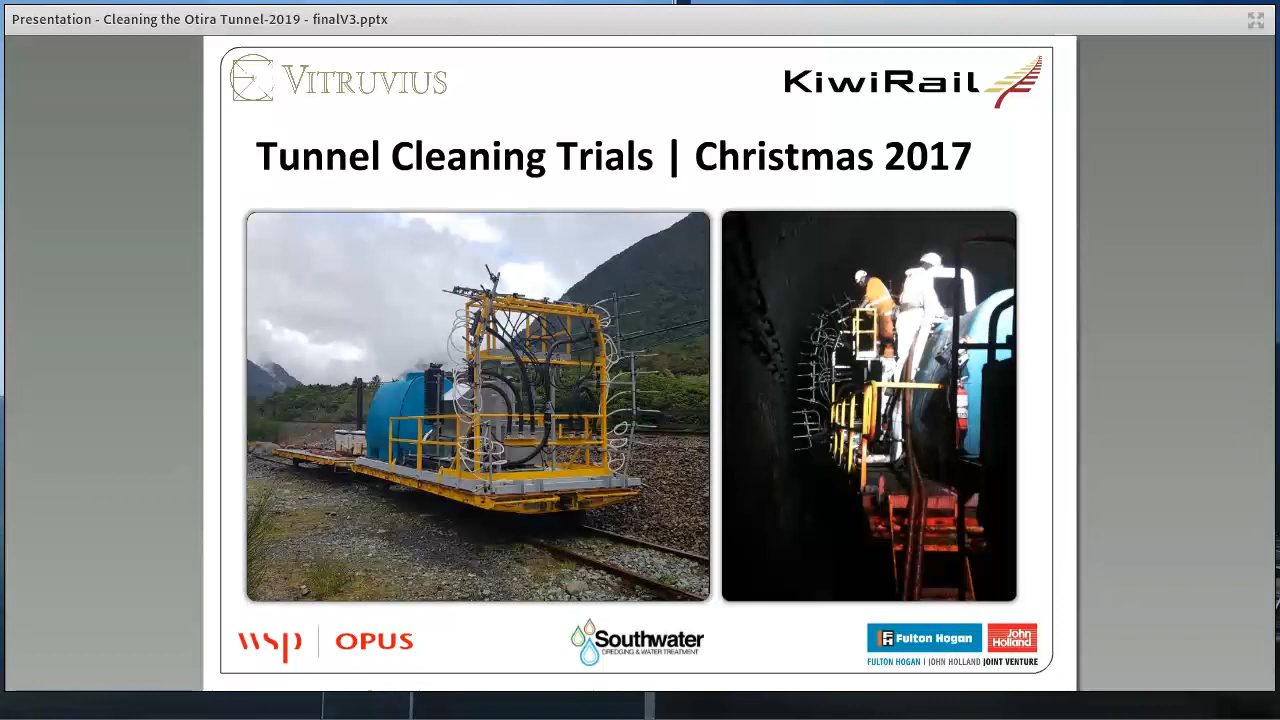 Presentation - Cleaning the Otira Tunnel-2019 - finalV3.pptx
VITRUVIUS
KiwiRail
Tunnel Cleaning Trials | Christmas 2017
wsp | OPUS
Southwater
DREDGING & WATER TREATMENT
Fulton Hogan
John Holland
FULTON HOGAN | JOHN HOLLAND JOINT VENTURE